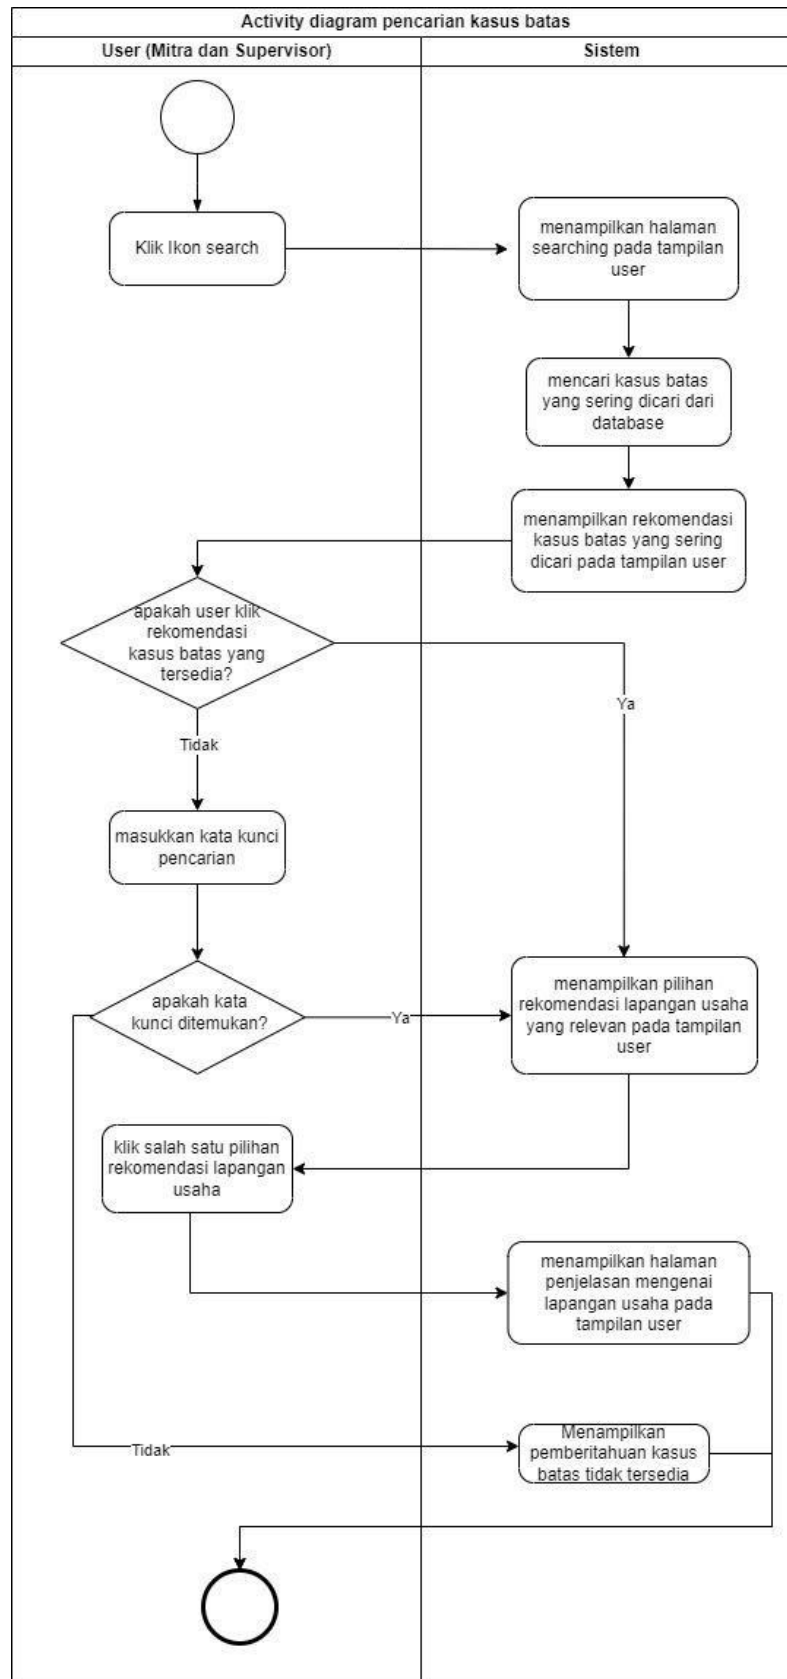 Activity diagram pencarian kasus batas
User (Mitra dan Supervisor)
Sistem
Klik Ikon search
menampilkan halaman
searching pada tampilan
user
mencari kasus batas
yang sering dicari dari
database
menampilkan rekomendasi
kasus batas yang sering
dicari pada tampilan user
apakah user klik
rekomendasi
kasus batas yang
tersedia?
Ya
Tidak
masukkan kata kunci
pencarian
apakah kata
kunci ditemukan?
Ya
menampilkan pilihan
rekomendasi lapangan usaha
yang relevan pada tampilan
user
klik salah satu pilihan
rekomendasi lapangan
usaha
menampilkan halaman
penjelasan mengenai
lapangan usaha pada
tampilan user
Tidak
Menampilkan
pemberitahuan kasus
batas tidak tersedia